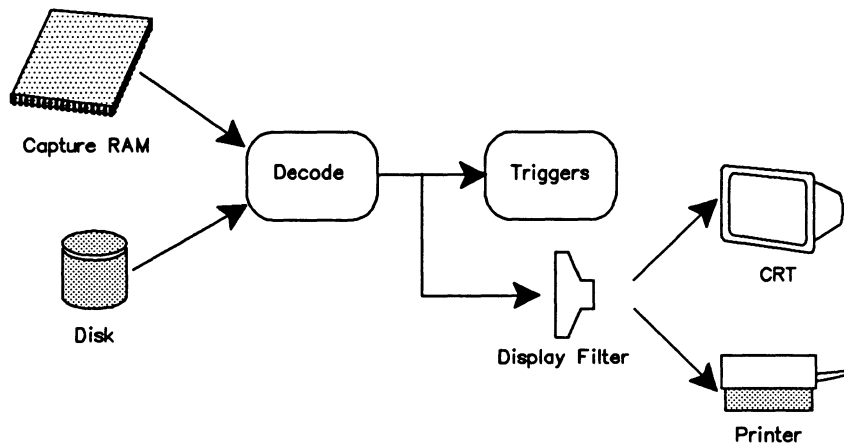 Capture RAM
Decode
Triggers
CRT
Disk
Display Filter
Printer